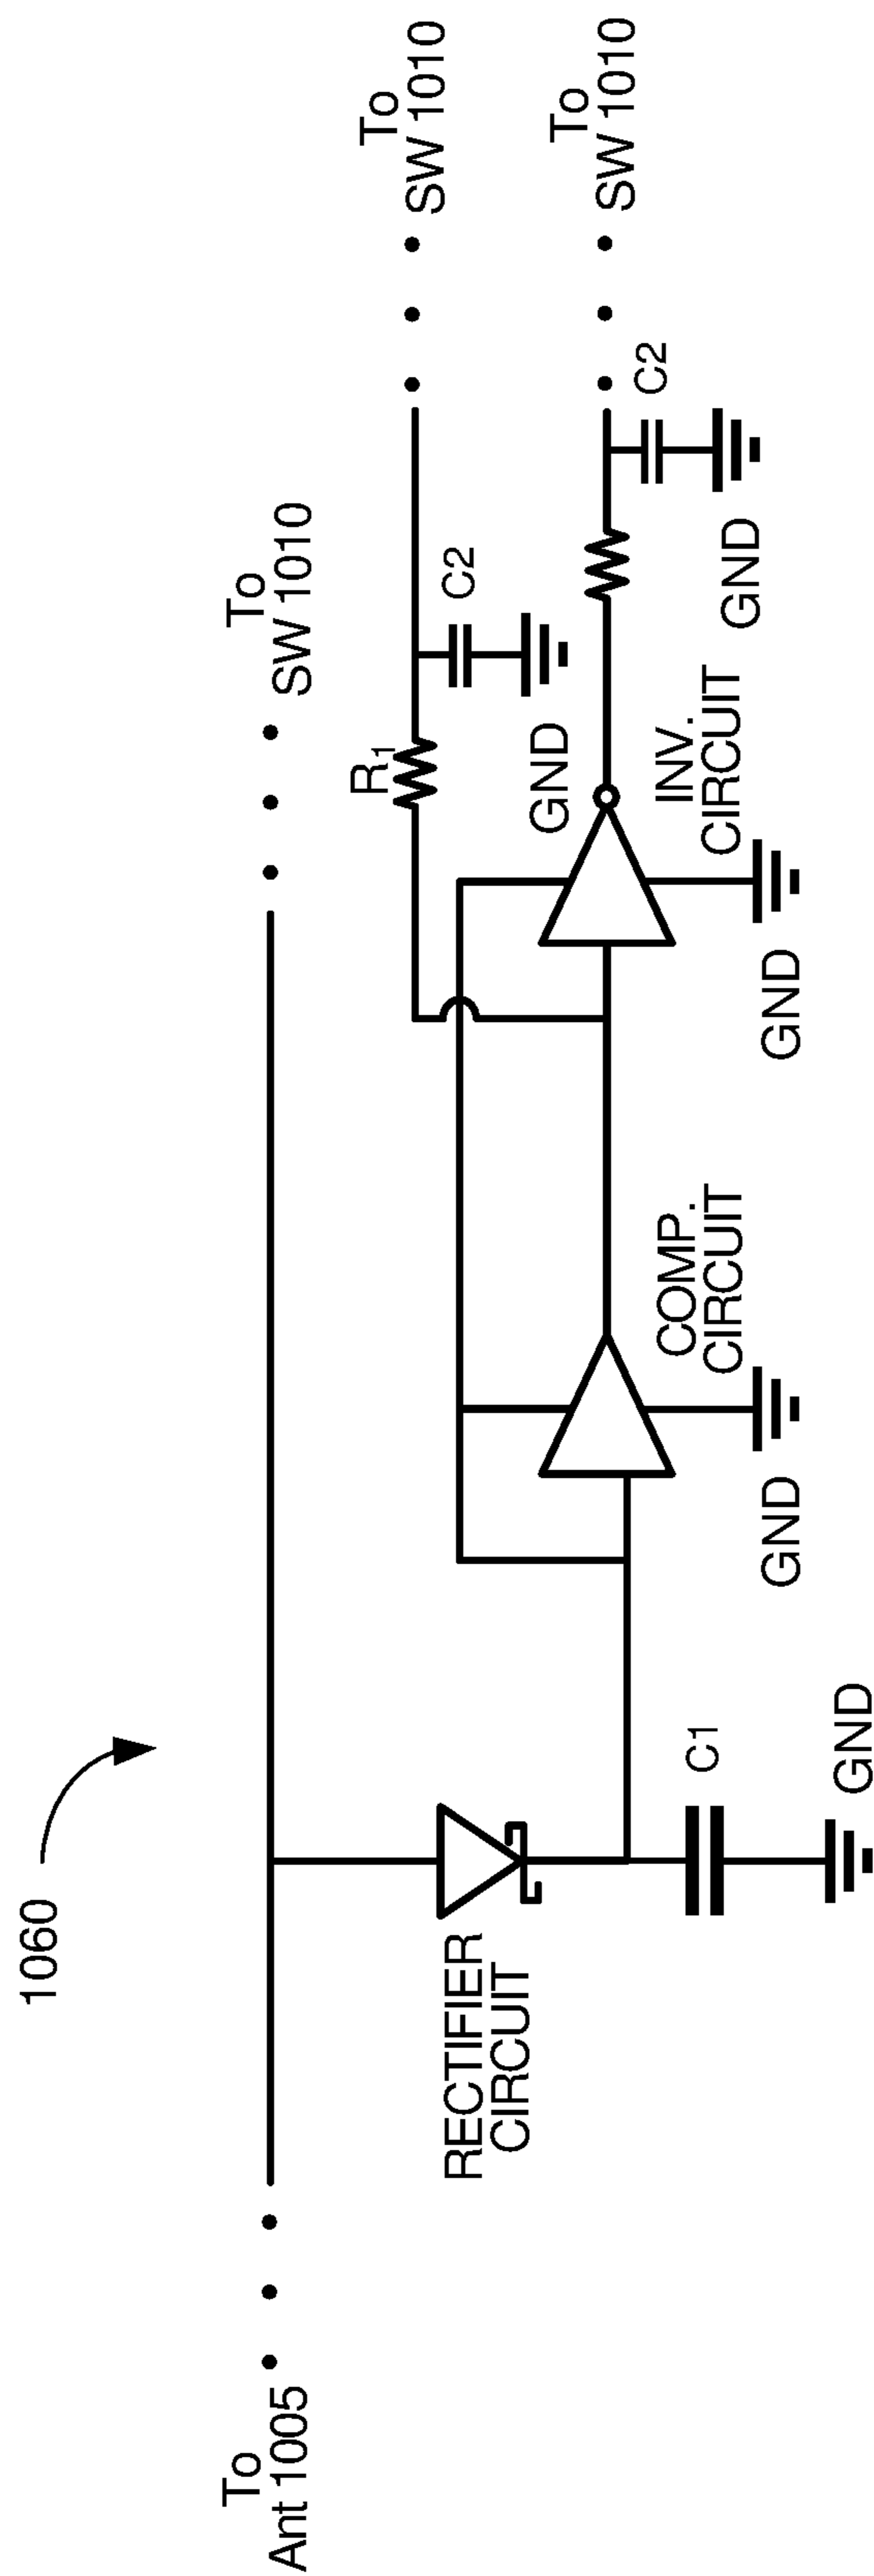 1060
To
Ant 1005
To
SW 1010
To
SW 1010
To
SW 1010
RECTIFIER
CIRCUIT
C1
GND
COMP.
CIRCUIT
GND
INV.
CIRCUIT
GND
R1
C2
GND
C2
GND